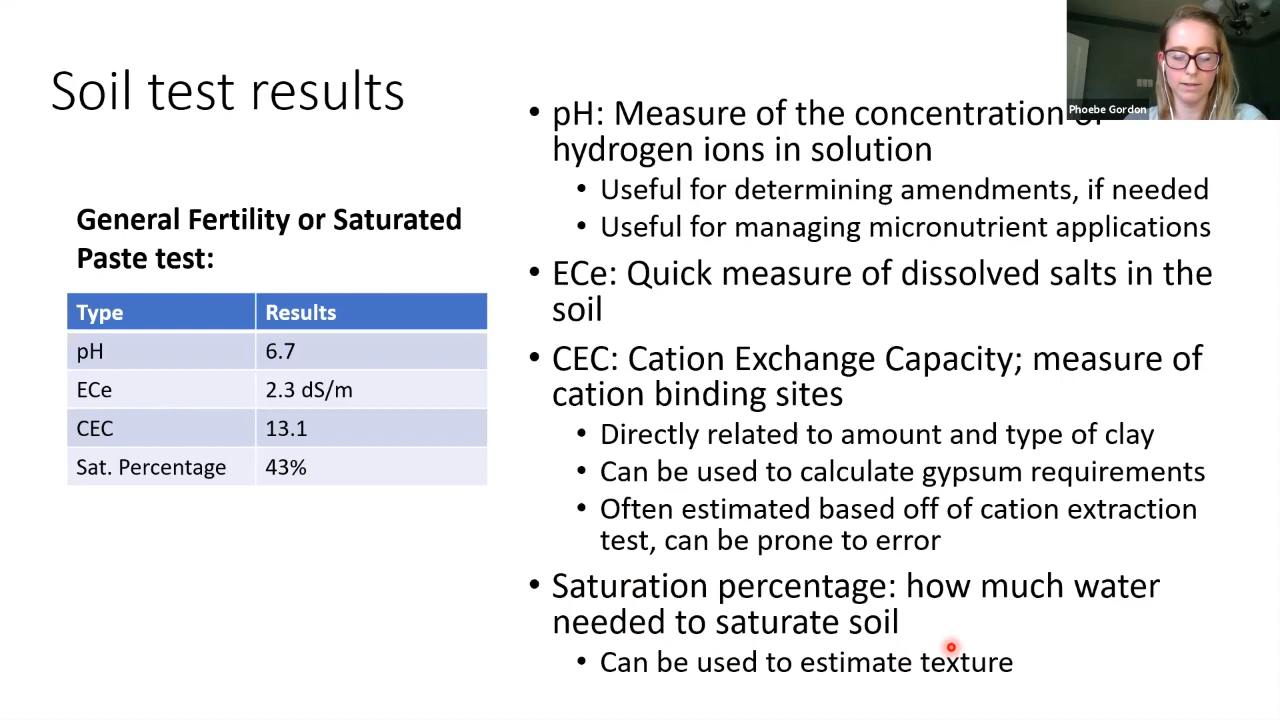 Soil test results
General Fertility or Saturated
Paste test:
Type Results
pH 6.7
ECe 2.3 dS/m
CEC 13.1
Sat. Percentage 43%
• pH: Measure of the concentration of
hydrogen ions in solution
• Useful for determining amendments, if needed
• Useful for managing micronutrient applications
• ECe: Quick measure of dissolved salts in the
soil
• CEC: Cation Exchange Capacity; measure of
cation binding sites
• Directly related to amount and type of clay
• Can be used to calculate gypsum requirements
• Often estimated based off of cation extraction
test, can be prone to error
• Saturation percentage: how much water
needed to saturate soil
• Can be used to estimate texture
Phoebe Gordon